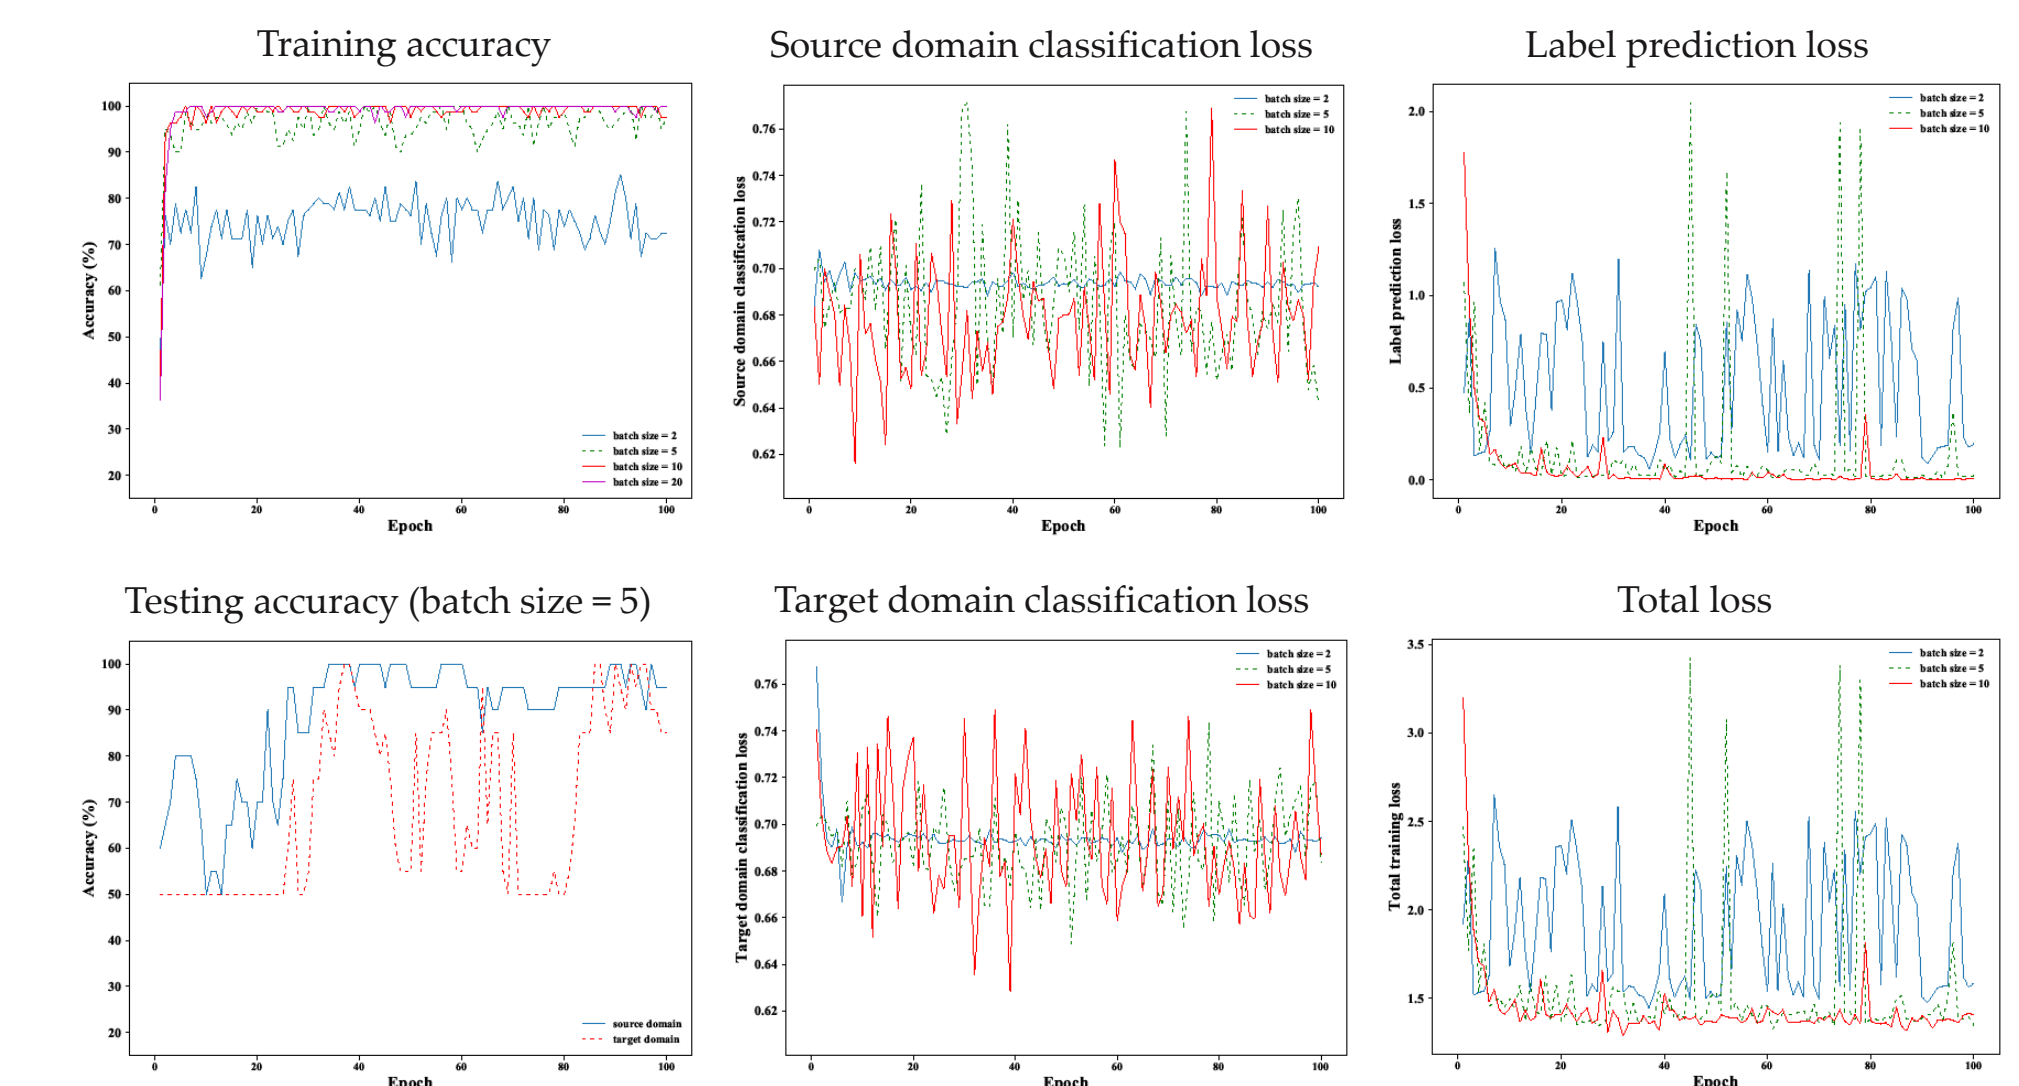 Training accuracy
Source domain classification loss
Label prediction loss
Accuracy (%)
100
90
80
70
60
50
40
30
20
batch size = 2
batch size = 5
batch size = 10
batch size = 20
0
20
40
60
80
100
Epoch
Source domain classification loss
0.76
0.74
0.72
0.70
0.68
0.66
0.64
0.62
batch size = 2
batch size = 5
batch size = 10
0
20
40
60
80
100
Epoch
Label prediction loss
2.0
1.5
1.0
0.5
0.0
batch size = 2
batch size = 5
batch size = 10
0
20
40
60
80
100
Epoch
Testing accuracy (batch size = 5)
Target domain classification loss
Total loss
Accuracy (%)
100
90
80
70
60
50
40
30
20
source domain
target domain
0
20
40
60
80
100
Epoch
Target domain classification loss
0.76
0.74
0.72
0.70
0.68
0.66
0.64
0.62
batch size = 2
batch size = 5
batch size = 10
0
20
40
60
80
100
Epoch
Total training loss
3.5
3.0
2.5
2.0
1.5
batch size = 2
batch size = 5
batch size = 10
0
20
40
60
80
100
Epoch